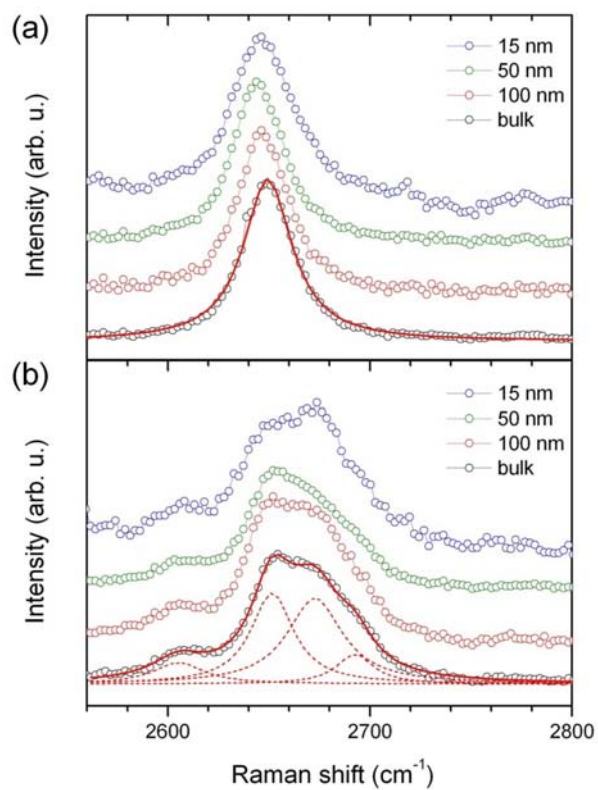 (a)
15 nm
50 nm
100 nm
bulk
Intensity (arb. u.)
(b)
15 nm
50 nm
100 nm
bulk
Intensity (arb. u.)
2600 2700 2800
Raman shift (cm⁻¹)